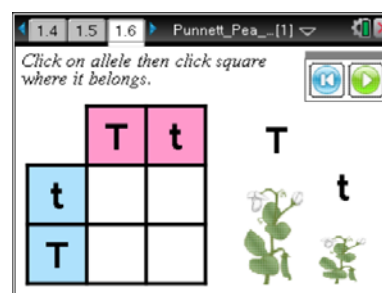 1.4 1.5 1.6 Punnett_Pea_...[1]
Click on allele then click square
where it belongs.
T t
T
t
t
T